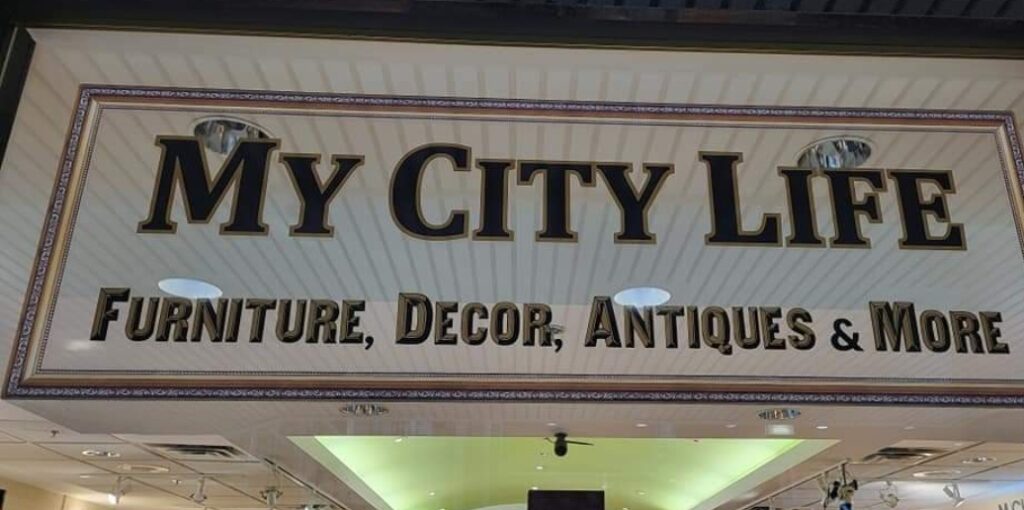 MY CITY LIFE
FURNITURE, DECOR, ANTIQUES & MORE